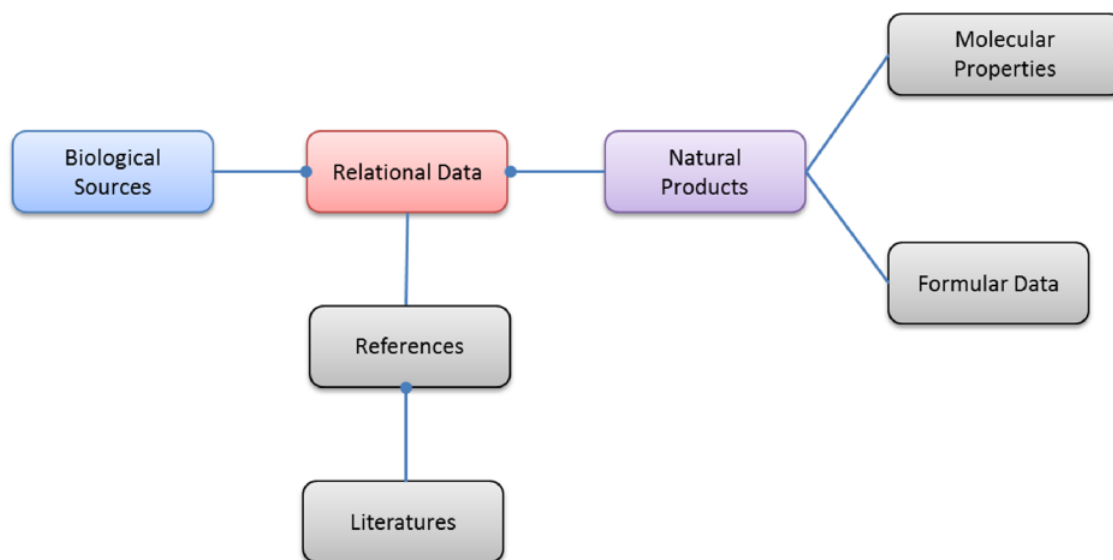 Molecular
Properties
Biological
Sources
Relational Data
Natural
Products
Formular Data
References
Literatures